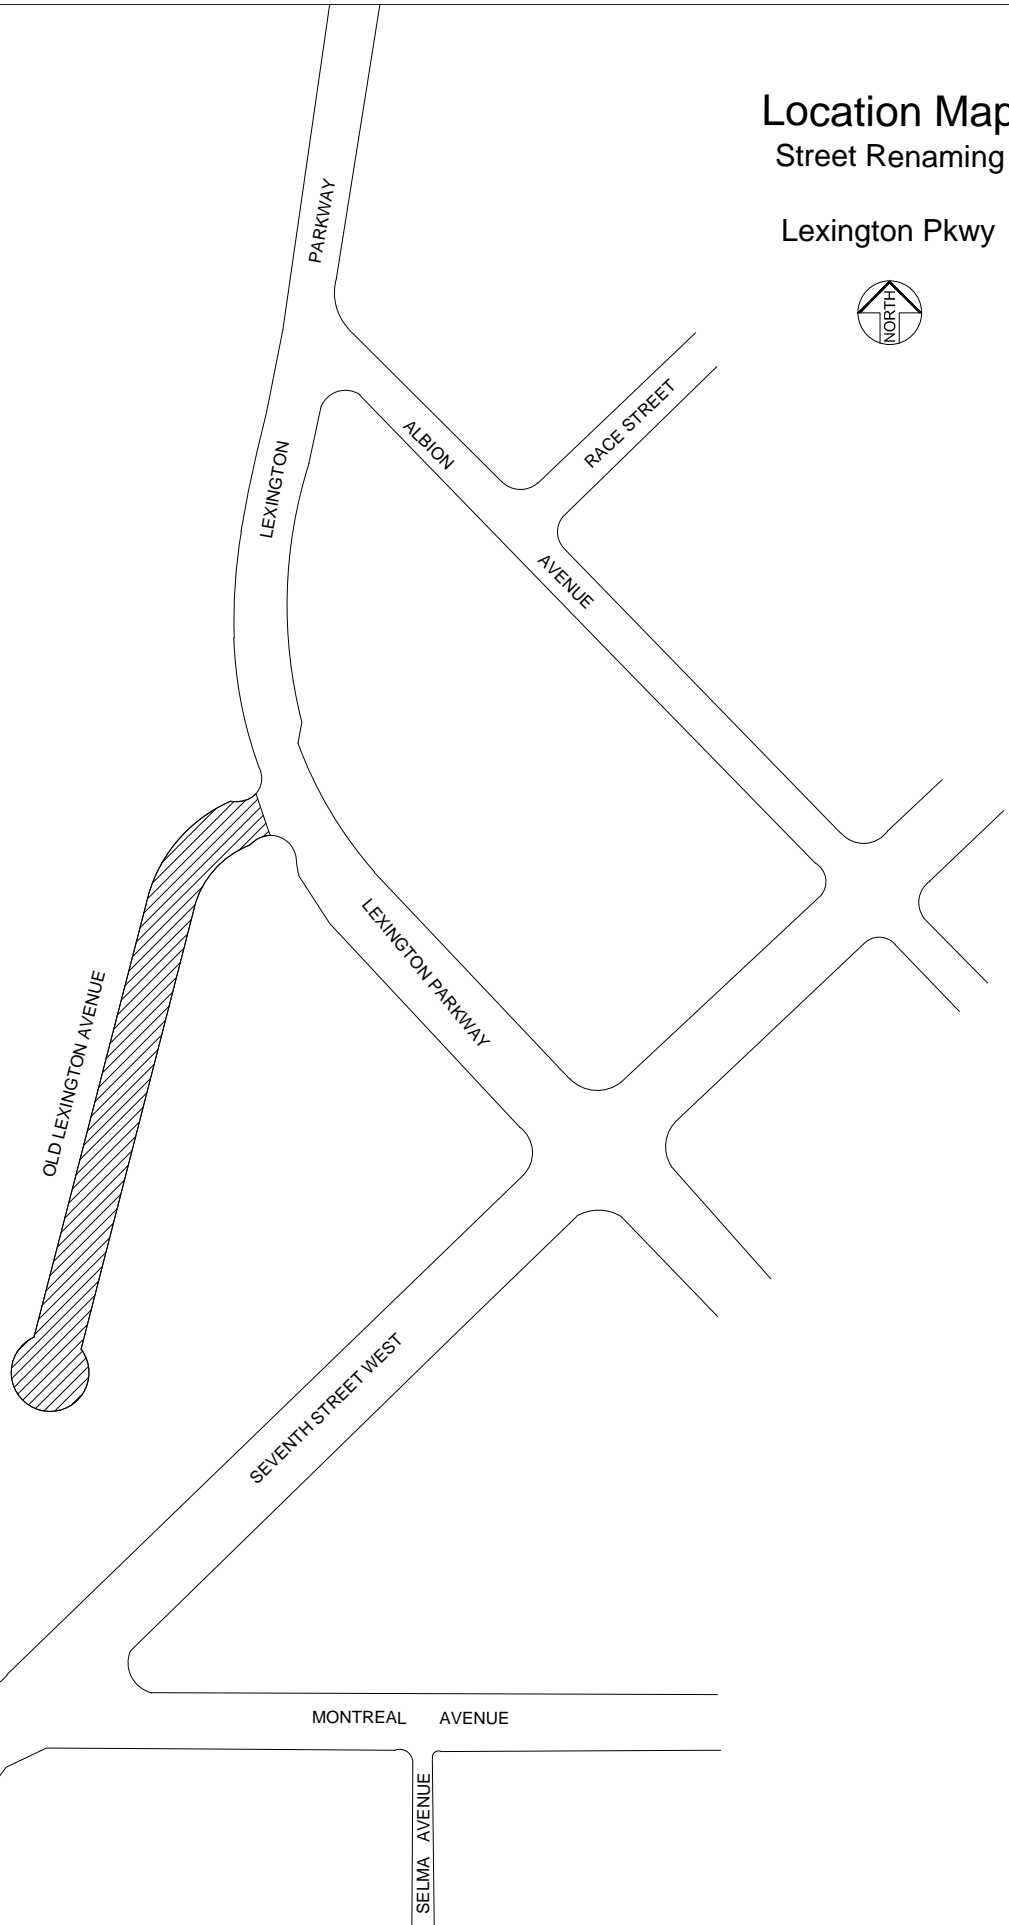 Location Map
Street Renaming
Lexington Pkwy
NORTH
PARKWAY
LEXINGTON
ALBION
AVENUE
RACE STREET
LEXINGTON PARKWAY
OLD LEXINGTON AVENUE
SEVENTH STREET WEST
MONTREAL AVENUE
SELMA AVENUE